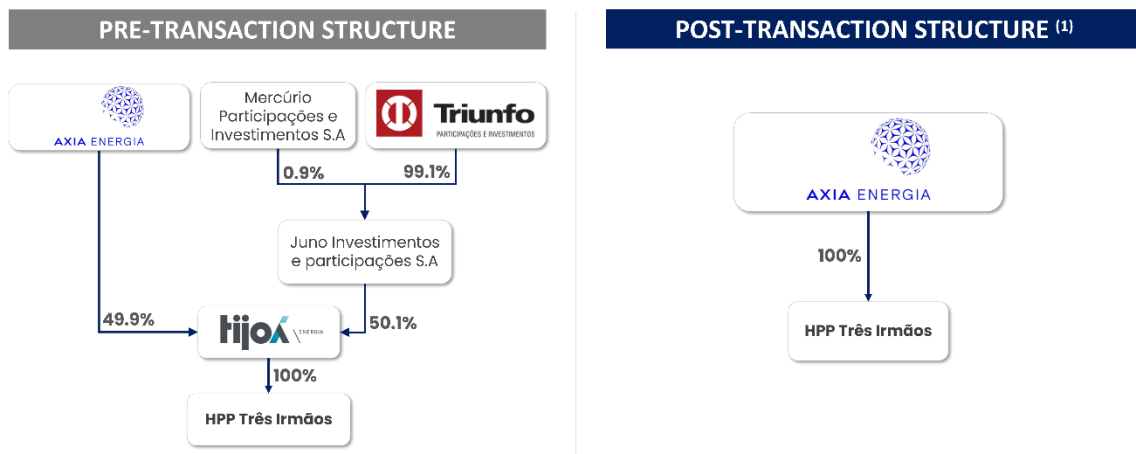 PRE-TRANSACTION STRUCTURE
AXIA ENERGIA
Mercúrio
Participações e
Investimentos S.A
Triunfo
PARTICIPAÇÕES E INVESTIMENTOS
0.9%
99.1%
Juno Investimentos
e participações S.A
49.9%
50.1%
tijoá
ENERGIA
100%
HPP Três Irmãos
POST-TRANSACTION STRUCTURE (1)
AXIA ENERGIA
100%
HPP Três Irmãos